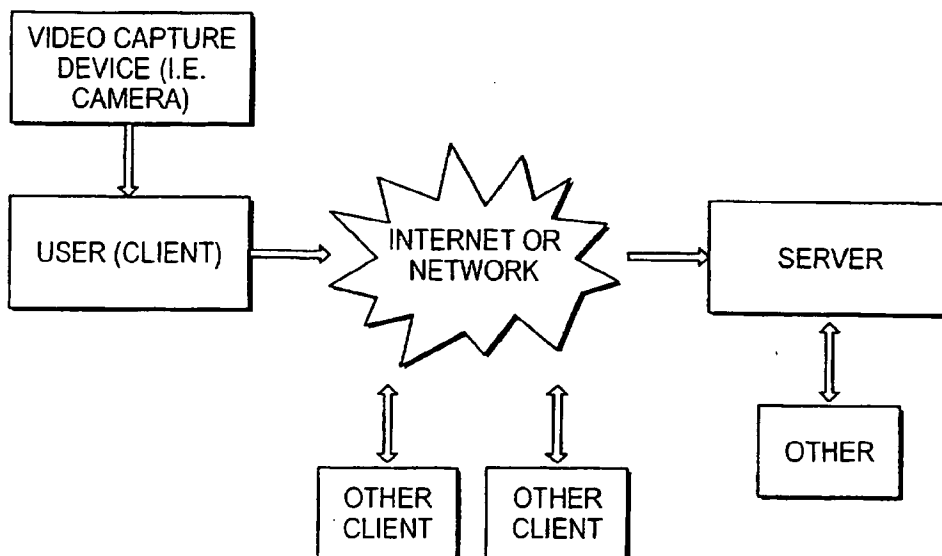 VIDEO CAPTURE
DEVICE (I.E.
CAMERA)
USER (CLIENT)
INTERNET OR
NETWORK
SERVER
OTHER
OTHER
CLIENT
OTHER
CLIENT